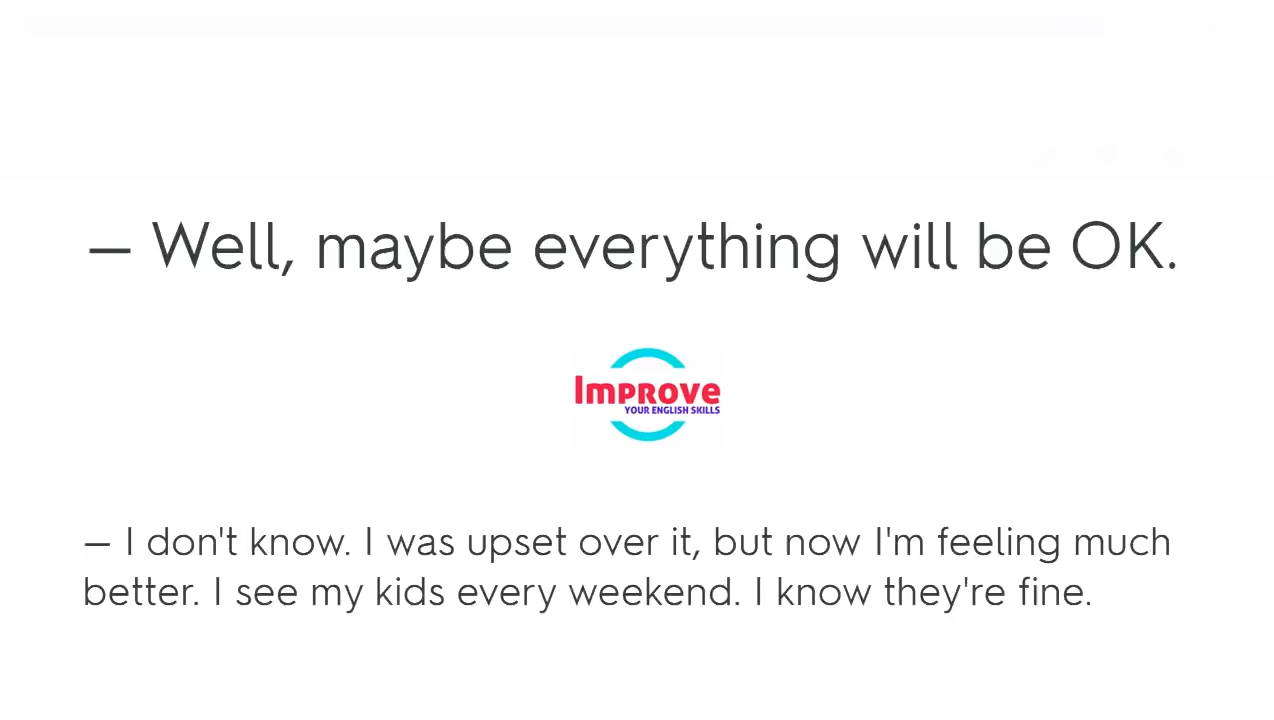 — Well, maybe everything will be OK.
Improve
YOUR ENGLISH SKILLS
— I don't know. I was upset over it, but now I'm feeling much
better. I see my kids every weekend. I know they're fine.